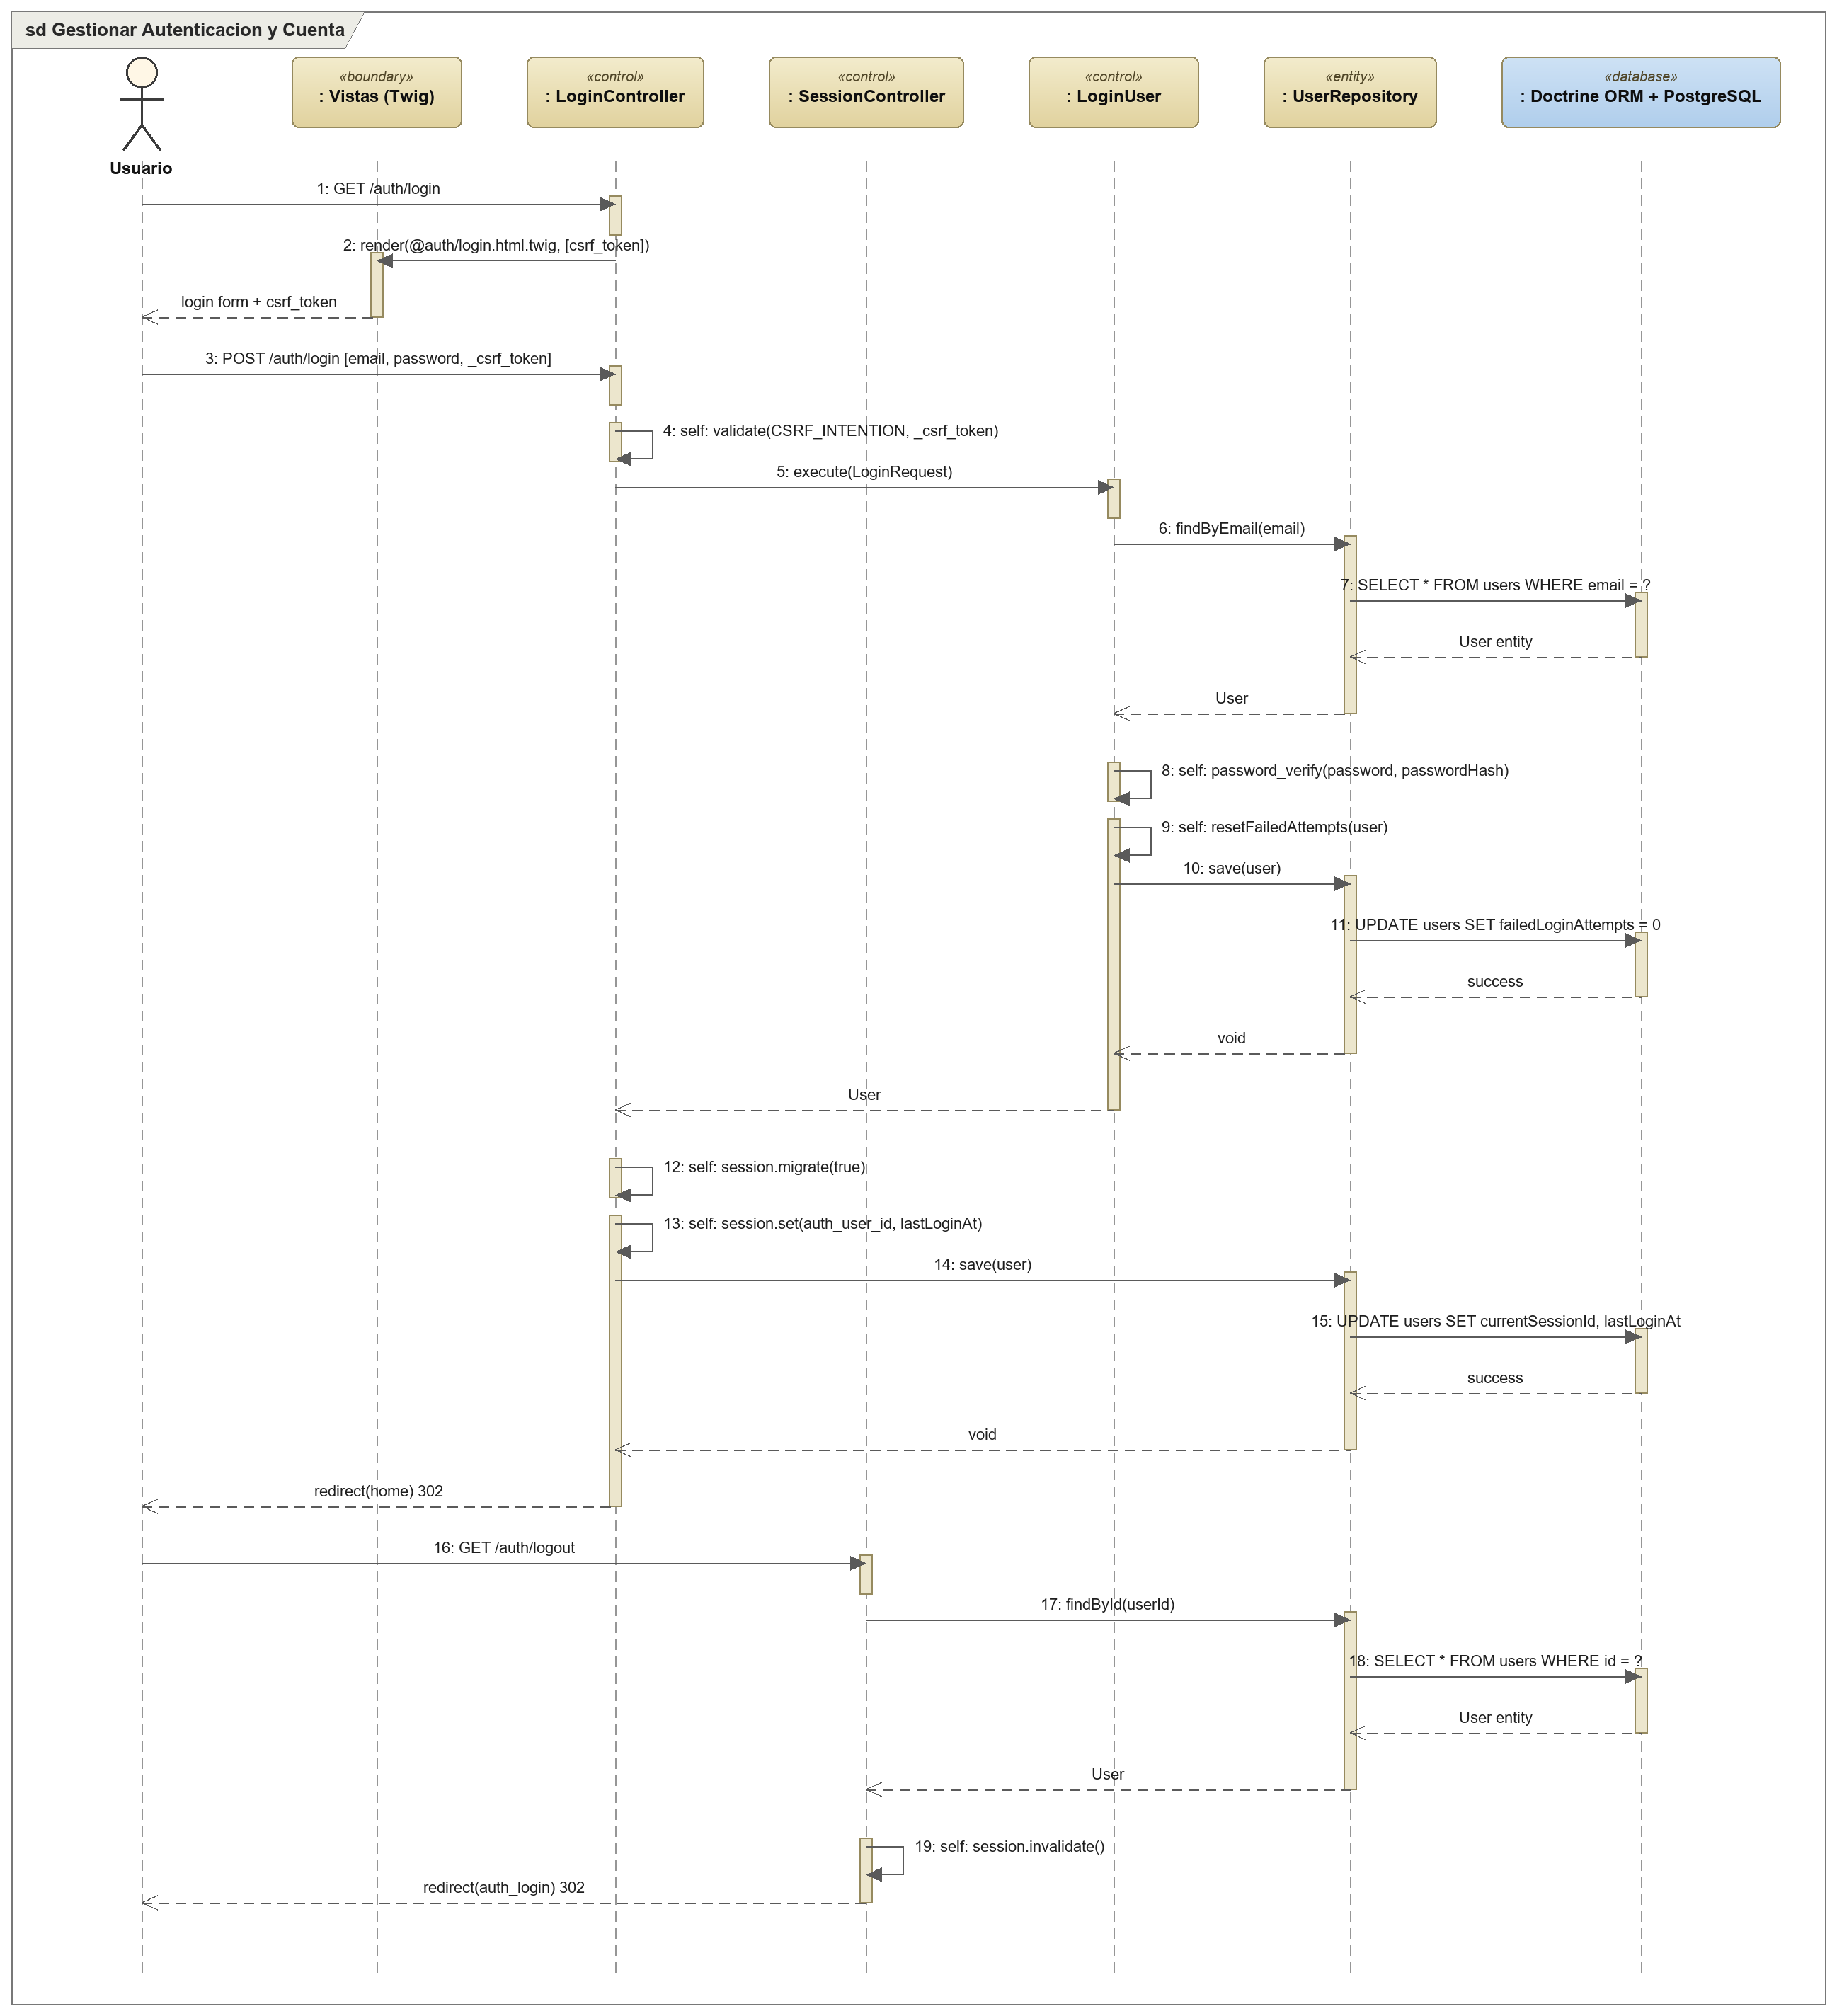 sd Gestionar Autenticacion y Cuenta
Usuario
«boundary»
: Vistas (Twig)
«control»
: LoginController
«control»
: SessionController
«control»
: LoginUser
«entity»
: UserRepository
«database»
: Doctrine ORM + PostgreSQL
1: GET /auth/login
2: render(@auth/login.html.twig, [csrf_token])
login form + csrf_token
3: POST /auth/login [email, password, _csrf_token]
4: self: validate(CSRF_INTENTION, _csrf_token)
5: execute(LoginRequest)
6: findByEmail(email)
7: SELECT * FROM users WHERE email = ?
User entity
User
8: self: password_verify(password, passwordHash)
9: self: resetFailedAttempts(user)
10: save(user)
11: UPDATE users SET failedLoginAttempts = 0
success
void
User
12: self: session.migrate(true)
13: self: session.set(auth_user_id, lastLoginAt)
14: save(user)
15: UPDATE users SET currentSessionId, lastLoginAt
success
void
redirect(home) 302
16: GET /auth/logout
17: findById(userId)
18: SELECT * FROM users WHERE id = ?
User entity
User
19: self: session.invalidate()
redirect(auth_login) 302